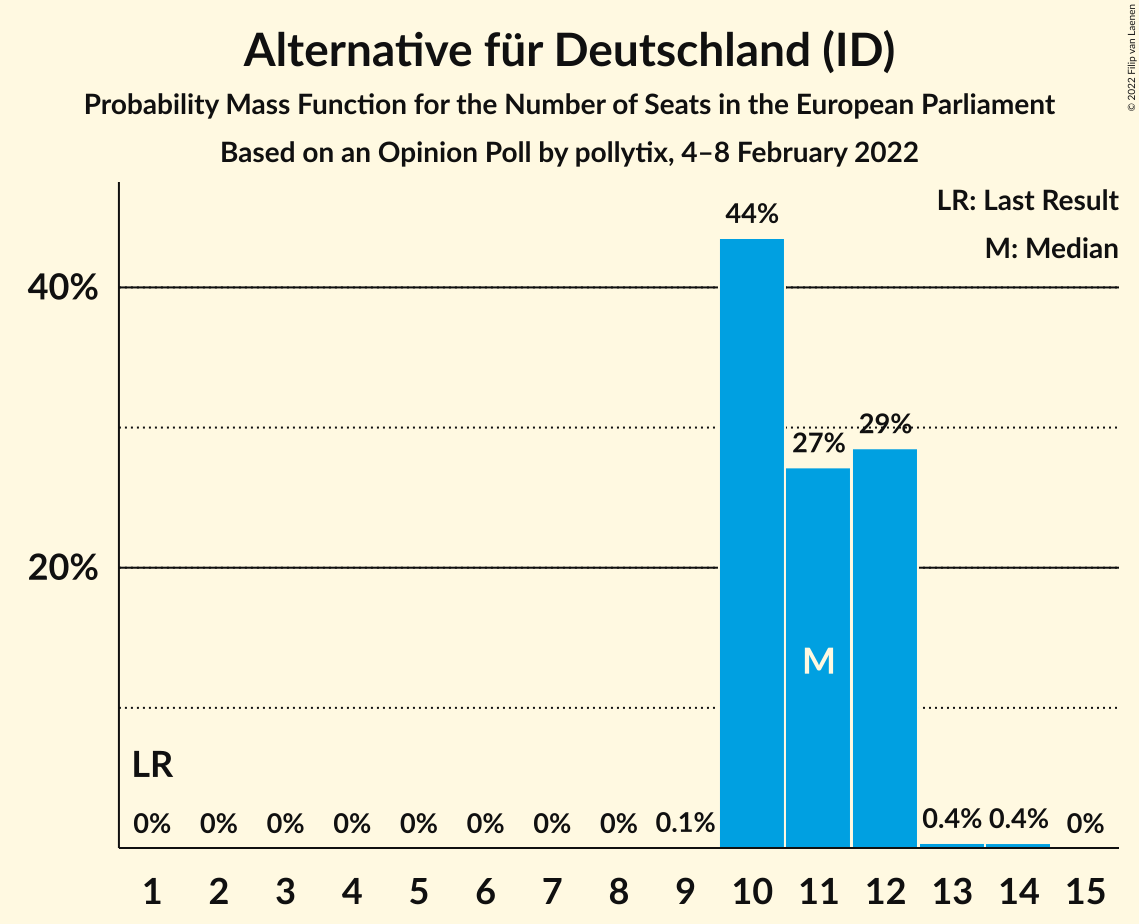 Alternative für Deutschland (ID)
Probability Mass Function for the Number of Seats in the European Parliament
Based on an Opinion Poll by pollytix, 4–8 February 2022
© 2022 Filip van Laenen
LR: Last Result
M: Median
44%
40%
29%
27%
20%
M
LR
0% 0% 0% 0% 0% 0% 0% 0% 0.1% 0.4% 0.4% 0%
1 2 3 4 5 6 7 8 9 10 11 12 13 14 15